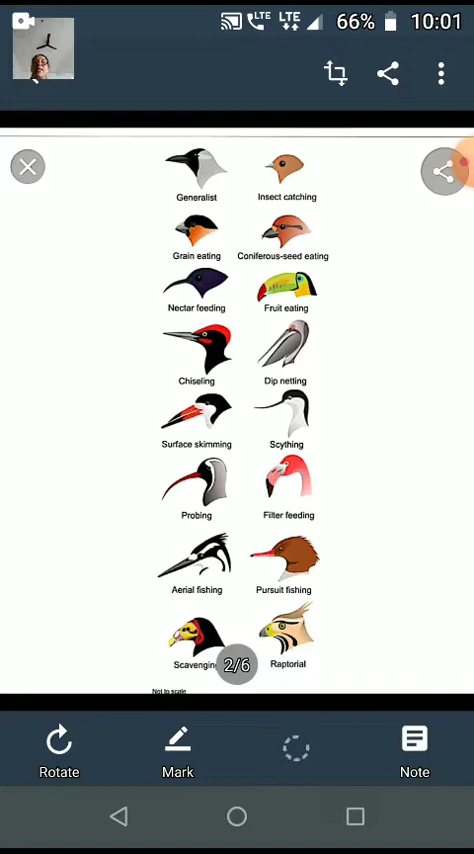 LTE LTE 66% 10:01
Generalist Insect catching
Grain eating Coniferous-seed eating
Nectar feeding Fruit eating
Chiseling Dip netting
Surface skimming Scything
Probing Filter feeding
Aerial fishing Pursuit fishing
Scavenging Raptorial
2/6
Not to scale
Rotate Mark Note